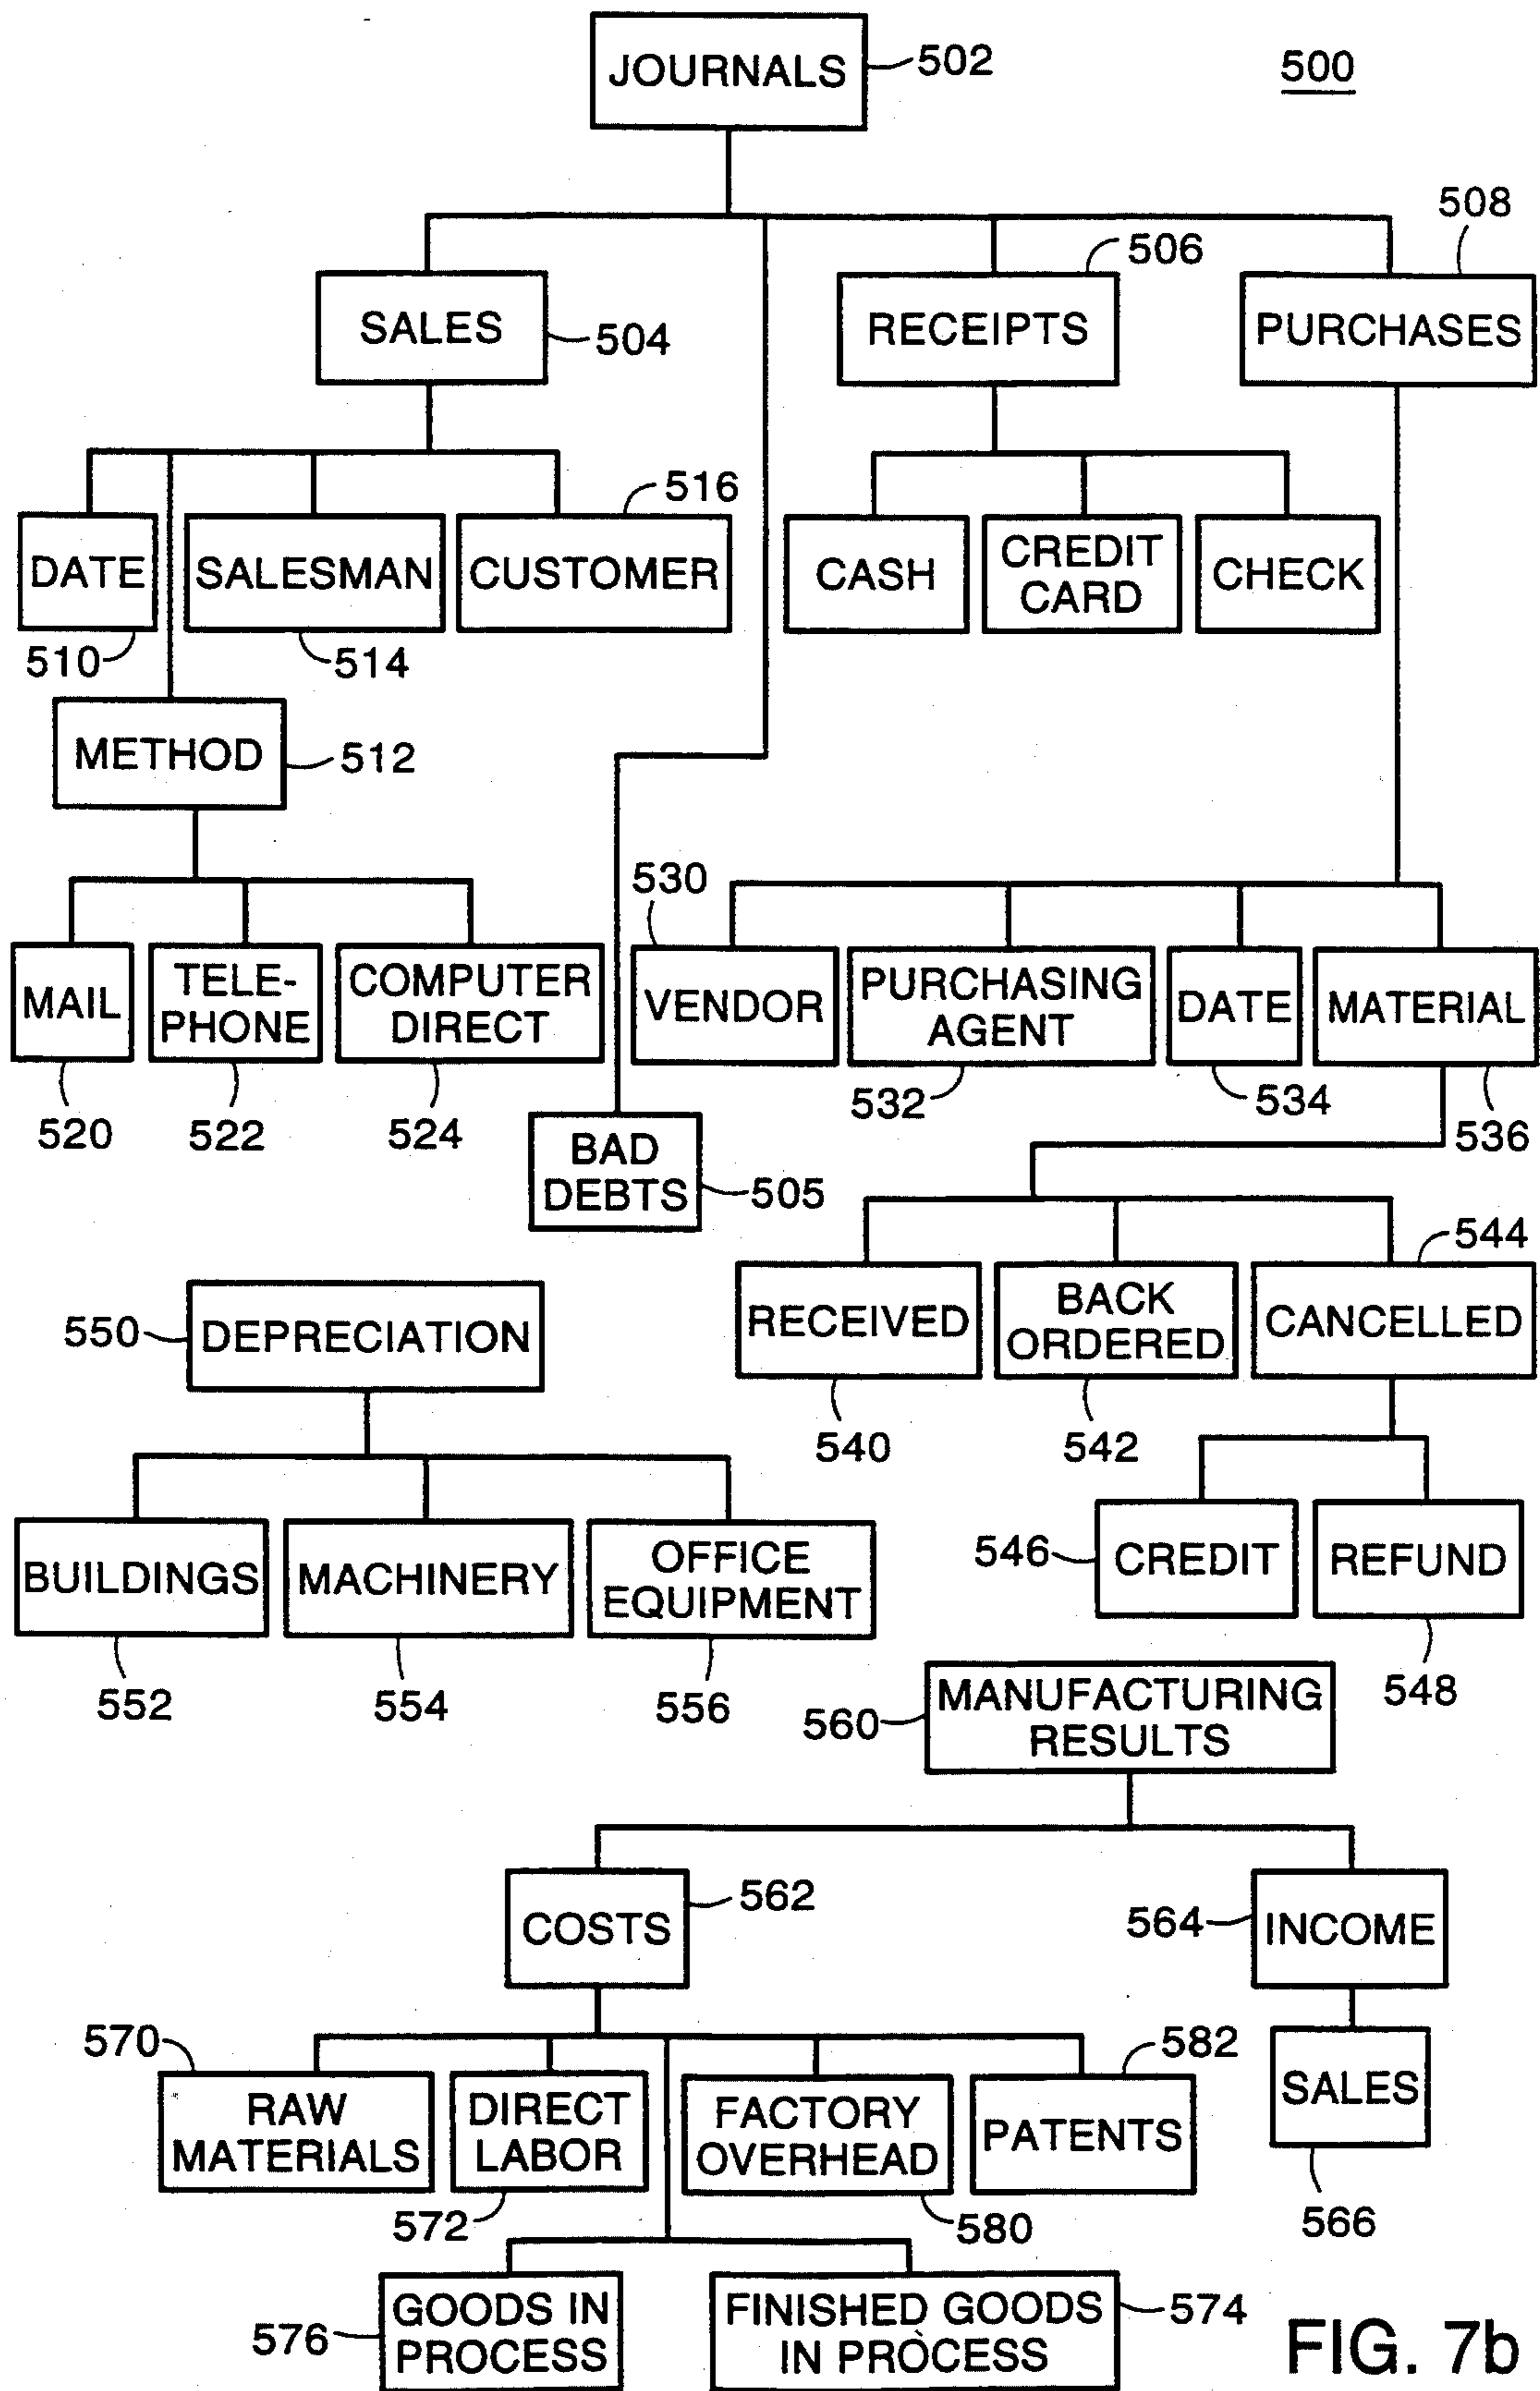 JOURNALS
502
500
508
506
SALES
504
RECEIPTS
PURCHASES
516
DATE
SALESMAN
CUSTOMER
CASH
CREDIT
CARD
CHECK
510
514
METHOD
512
530
MAIL
TELE-
PHONE
COMPUTER
DIRECT
VENDOR
PURCHASING
AGENT
DATE
MATERIAL
520
522
524
532
534
536
BAD
DEBTS
505
544
550
DEPRECIATION
RECEIVED
BACK
ORDERED
CANCELLED
540
542
BUILDINGS
MACHINERY
OFFICE
EQUIPMENT
546
CREDIT
REFUND
552
554
556
548
560
MANUFACTURING
RESULTS
COSTS
562
564
INCOME
570
582
RAW
MATERIALS
DIRECT
LABOR
FACTORY
OVERHEAD
PATENTS
SALES
572
580
566
576
GOODS IN
PROCESS
FINISHED GOODS
IN PROCESS
574
FIG. 7b